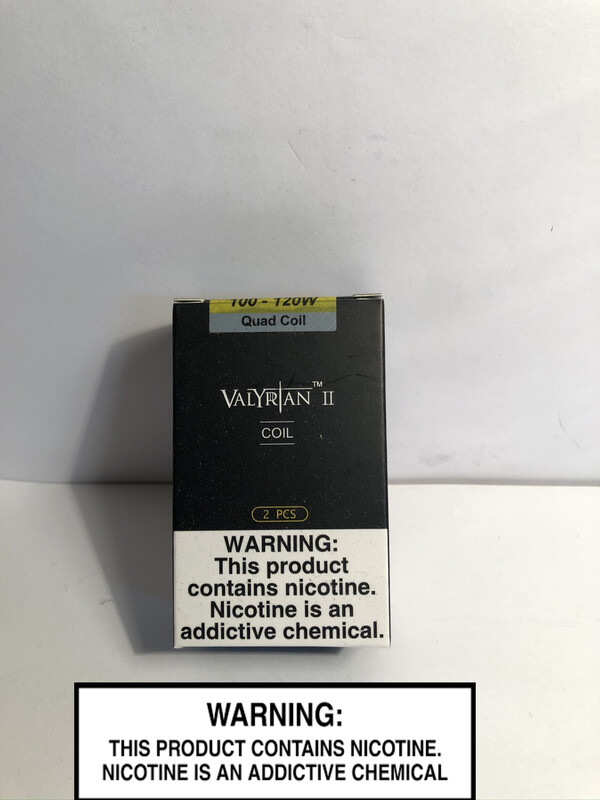 100 - 120W
Quad Coil
VALYRIAN™ II
COIL
2 PCS
WARNING:
This product
contains nicotine.
Nicotine is an
addictive chemical.
WARNING:
THIS PRODUCT CONTAINS NICOTINE.
NICOTINE IS AN ADDICTIVE CHEMICAL